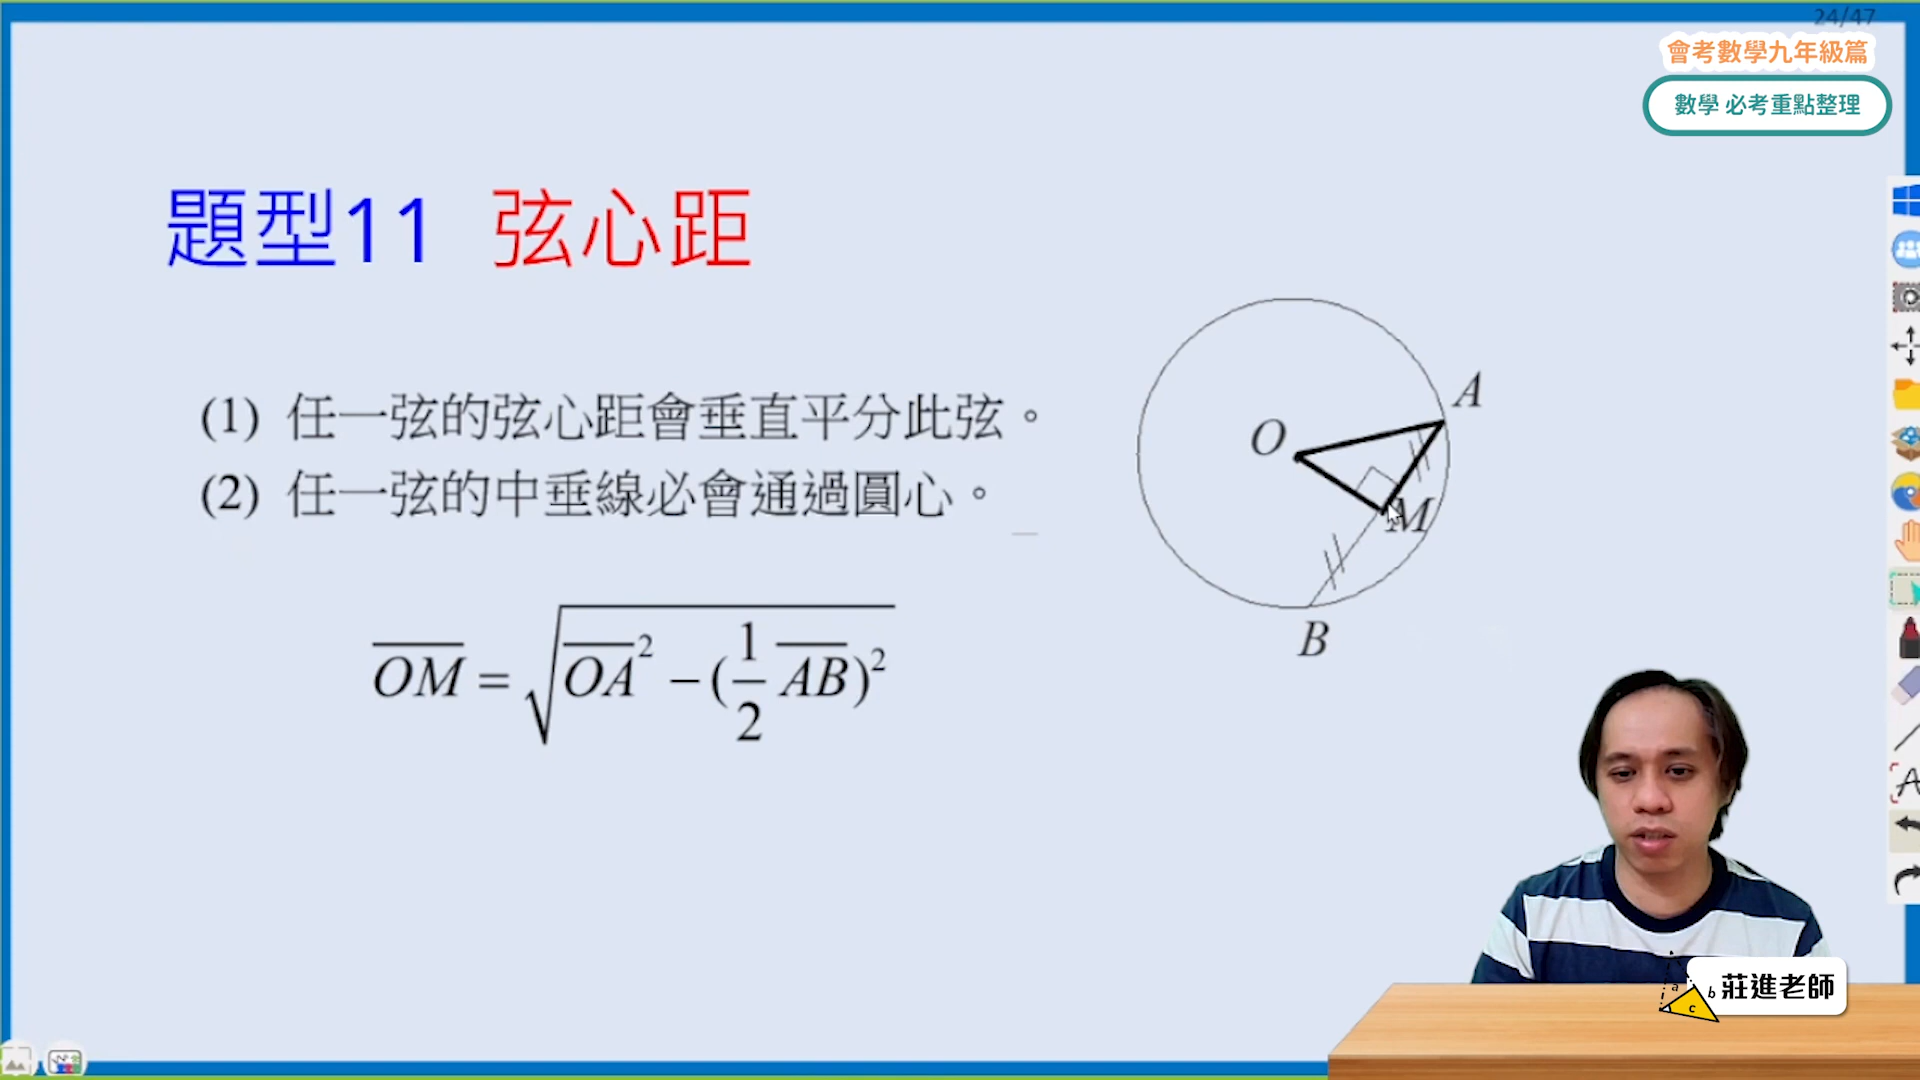 24/47
會考數學九年級篇
數學 必考重點整理
題型11 弦心距
(1) 任一弦的弦心距會垂直平分此弦。
(2) 任一弦的中垂線必會通過圓心。
O
A
M
B
OM = √(OA² − (1/2 AB)²)
a
b
c
莊進老師